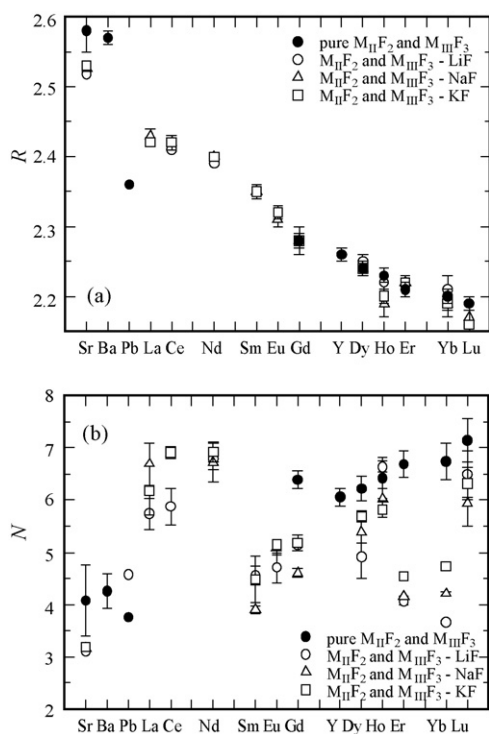 2.6
2.5
2.4
2.3
2.2
R
pure MIIF2 and MIIIF3
MIIF2 and MIIIF3 - LiF
MIIF2 and MIIIF3 - NaF
MIIF2 and MIIIF3 - KF
(a)
Sr Ba Pb La Ce Nd Sm Eu Gd Y Dy Ho Er Yb Lu
(b)
8
7
6
5
4
3
2
N
pure MIIF2 and MIIIF3
MIIF2 and MIIIF3 - LiF
MIIF2 and MIIIF3 - NaF
MIIF2 and MIIIF3 - KF
Sr Ba Pb La Ce Nd Sm Eu Gd Y Dy Ho Er Yb Lu